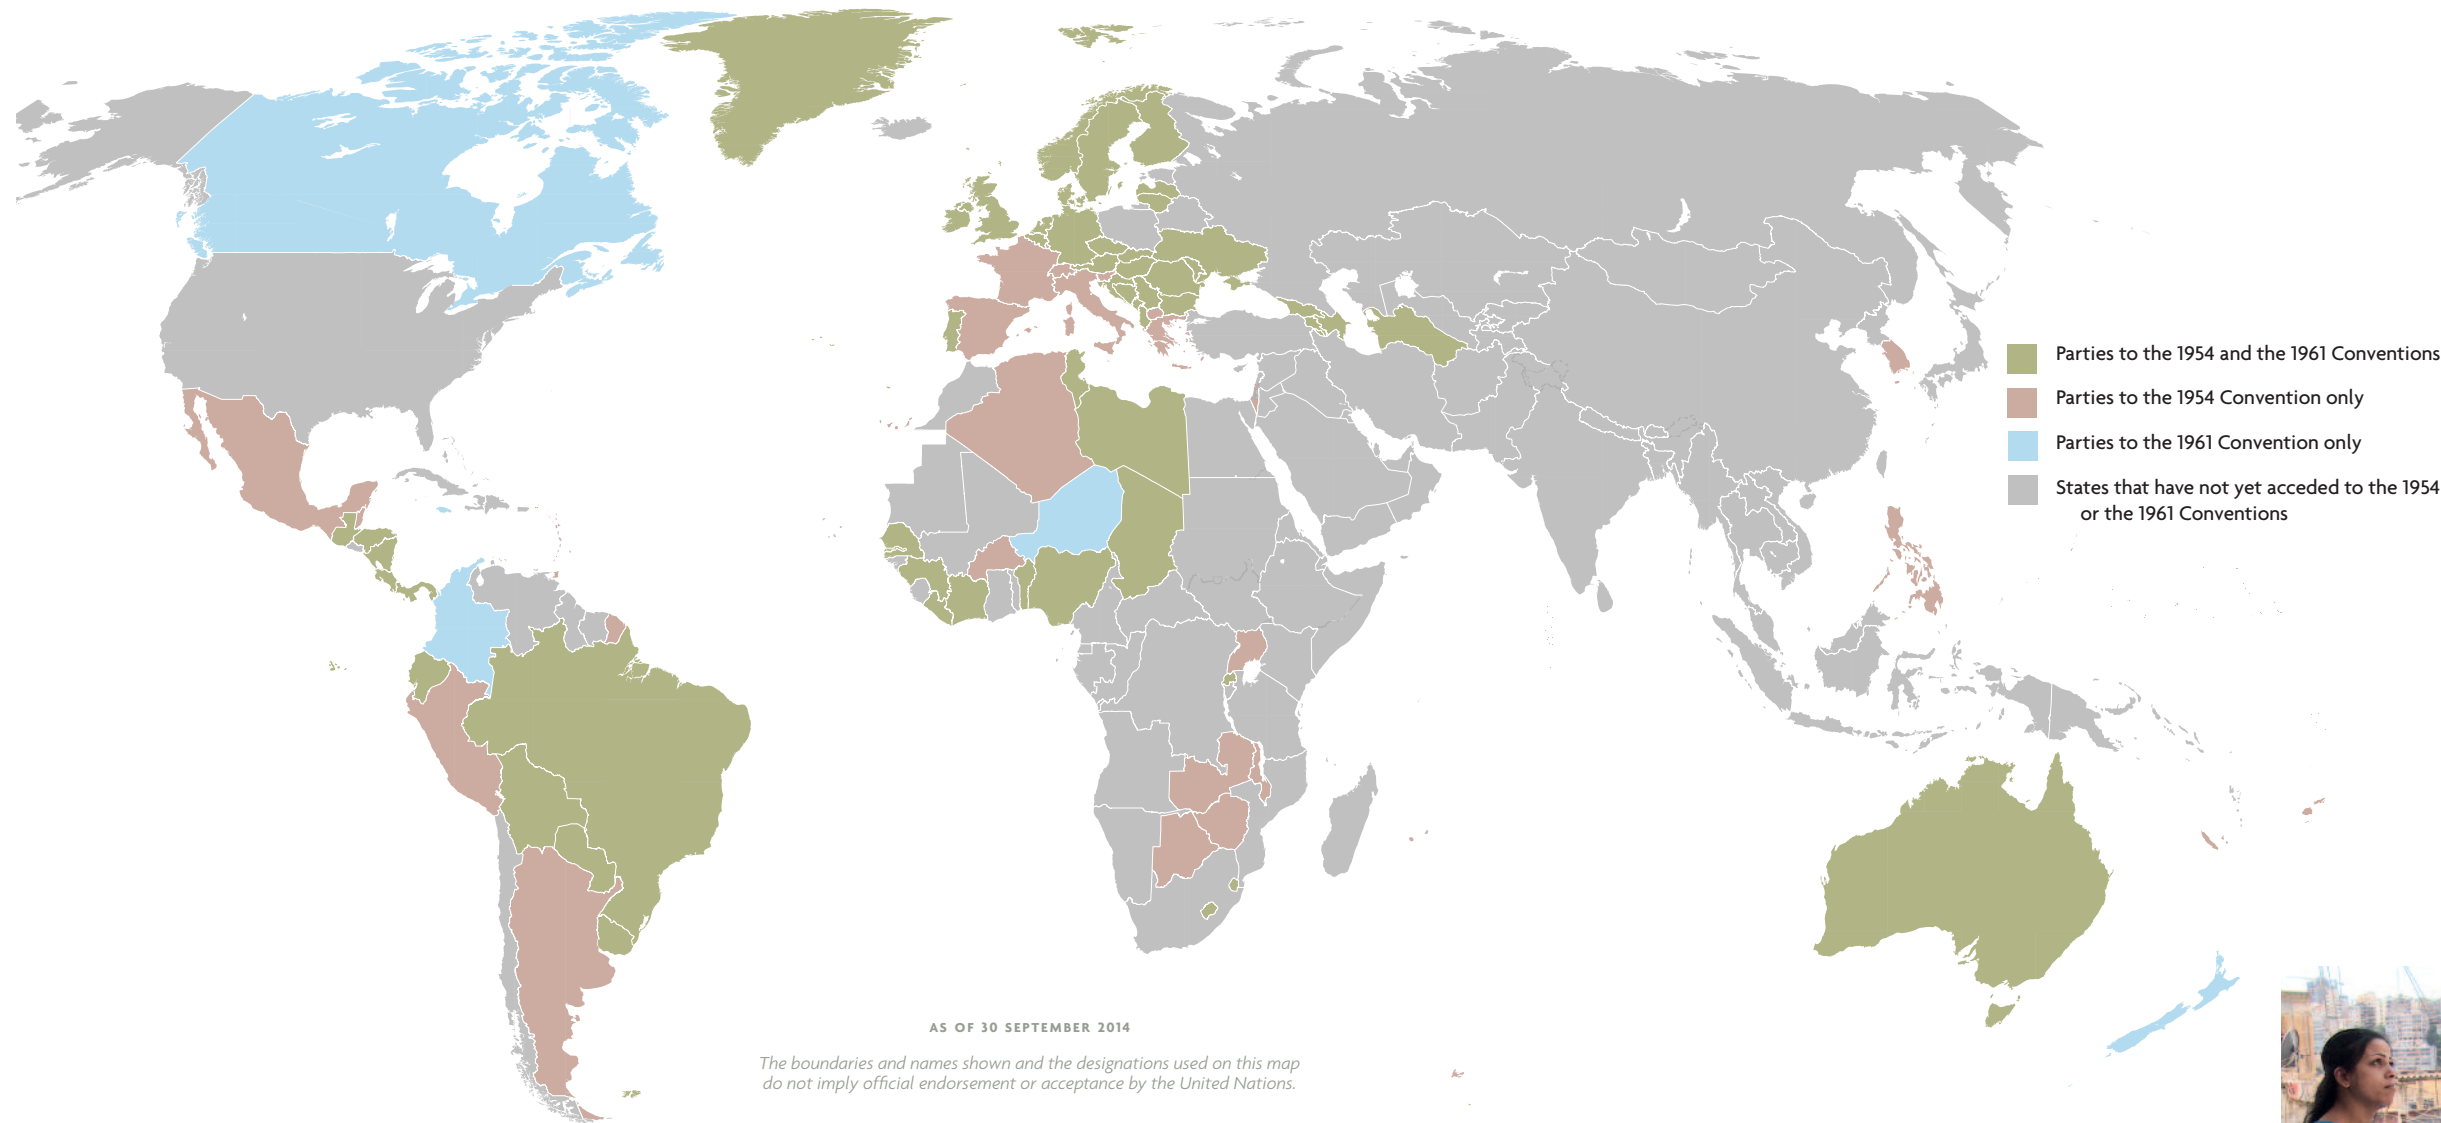 Parties to the 1954 and the 1961 Conventions
Parties to the 1954 Convention only
Parties to the 1961 Convention only
States that have not yet acceded to the 1954
or the 1961 Conventions
AS OF 30 SEPTEMBER 2014
The boundaries and names shown and the designations used on this map
do not imply official endorsement or acceptance by the United Nations.